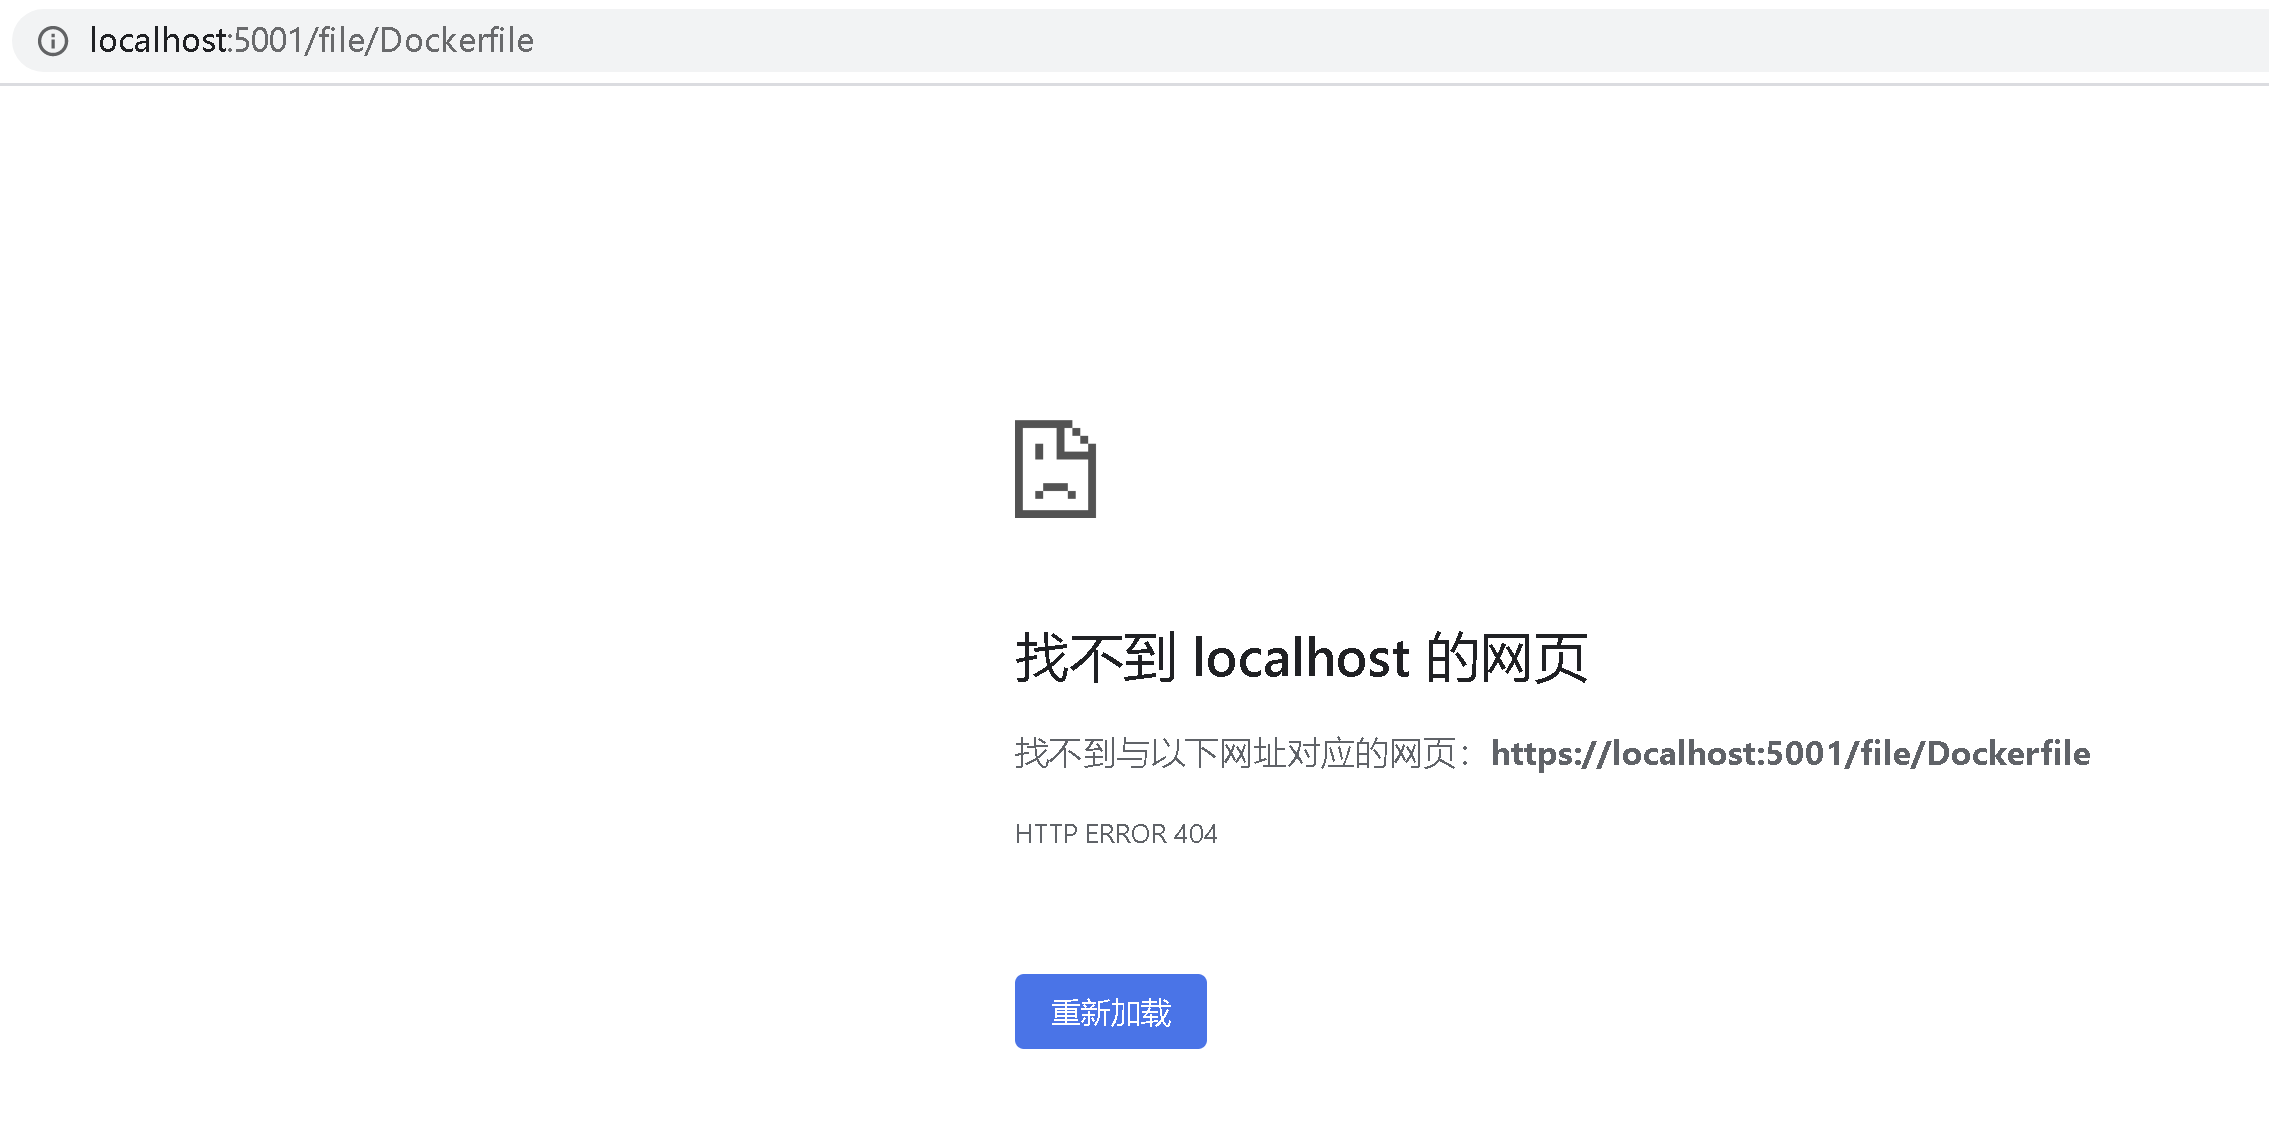 localhost:5001/file/Dockerfile
找不到 localhost 的网页
找不到与以下网址对应的网页：https://localhost:5001/file/Dockerfile
HTTP ERROR 404
重新加载